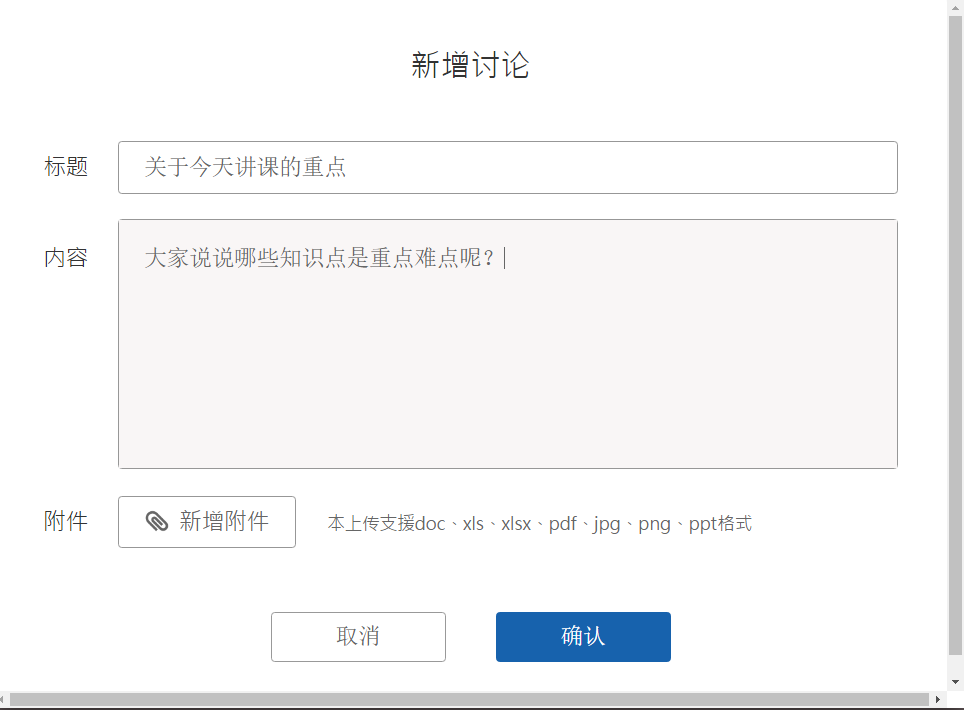 新增讨论
标题 关于今天讲课的重点
内容 大家说说哪些知识点是重点难点呢？
附件 新增附件 本上传支援doc、xls、xlsx、pdf、jpg、png、ppt格式
取消 确认